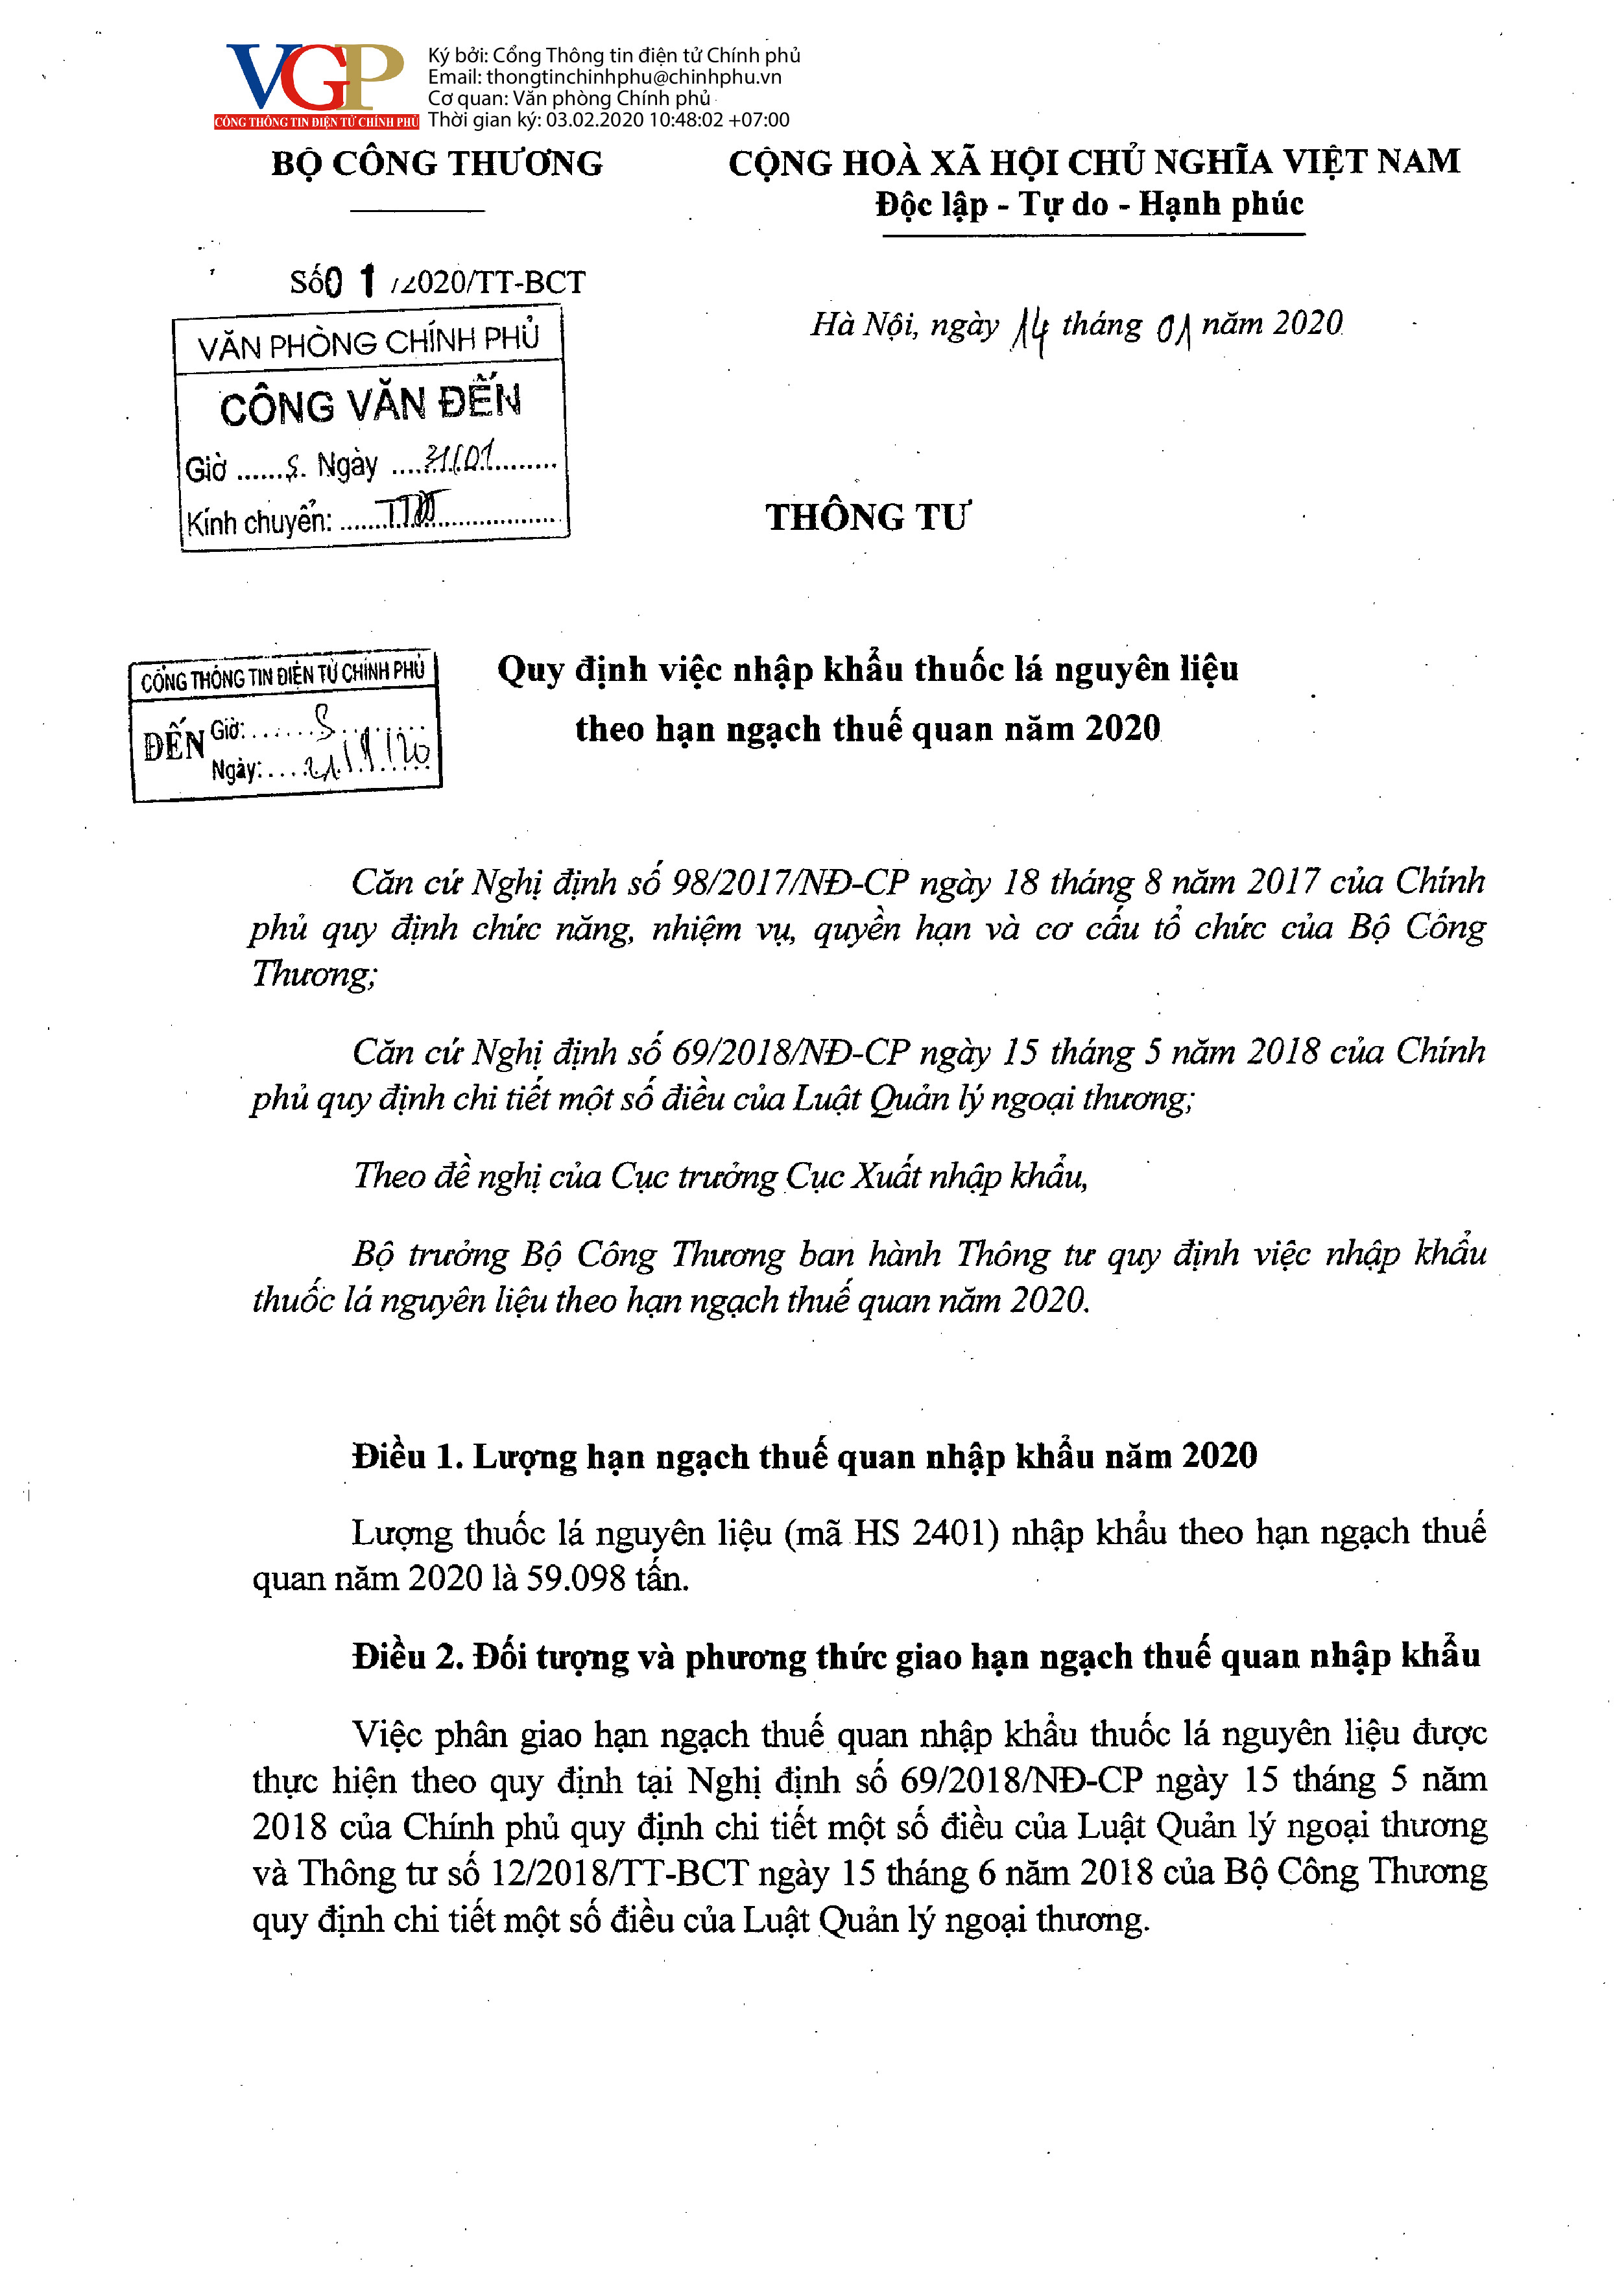 VGP
CỔNG THÔNG TIN ĐIỆN TỬ CHÍNH PHỦ
Ký bởi: Cổng Thông tin điện tử Chính phủ
Email: thongtinchinhphu@chinhphu.vn
Cơ quan: Văn phòng Chính phủ
Thời gian ký: 03.02.2020 10:48:02 +07:00
BỘ CÔNG THƯƠNG
CỘNG HOÀ XÃ HỘI CHỦ NGHĨA VIỆT NAM
Độc lập - Tự do - Hạnh phúc
Số 01 /2020/TT-BCT
Hà Nội, ngày 14 tháng 01 năm 2020
VĂN PHÒNG CHÍNH PHỦ
CÔNG VĂN ĐẾN
Giờ ......S. Ngày ....31/01.........
Kính chuyển: ......TTĐT..............
THÔNG TƯ
Quy định việc nhập khẩu thuốc lá nguyên liệu
theo hạn ngạch thuế quan năm 2020
CỔNG THÔNG TIN ĐIỆN TỬ CHÍNH PHỦ
ĐẾN
Giờ: ......S........
Ngày:....
Căn cứ Nghị định số 98/2017/NĐ-CP ngày 18 tháng 8 năm 2017 của Chính
phủ quy định chức năng, nhiệm vụ, quyền hạn và cơ cấu tổ chức của Bộ Công
Thương;
Căn cứ Nghị định số 69/2018/NĐ-CP ngày 15 tháng 5 năm 2018 của Chính
phủ quy định chi tiết một số điều của Luật Quản lý ngoại thương;
Theo đề nghị của Cục trưởng Cục Xuất nhập khẩu,
Bộ trưởng Bộ Công Thương ban hành Thông tư quy định việc nhập khẩu
thuốc lá nguyên liệu theo hạn ngạch thuế quan năm 2020.
Điều 1. Lượng hạn ngạch thuế quan nhập khẩu năm 2020
Lượng thuốc lá nguyên liệu (mã HS 2401) nhập khẩu theo hạn ngạch thuế
quan năm 2020 là 59.098 tấn.
Điều 2. Đối tượng và phương thức giao hạn ngạch thuế quan nhập khẩu
Việc phân giao hạn ngạch thuế quan nhập khẩu thuốc lá nguyên liệu được
thực hiện theo quy định tại Nghị định số 69/2018/NĐ-CP ngày 15 tháng 5 năm
2018 của Chính phủ quy định chi tiết một số điều của Luật Quản lý ngoại thương
và Thông tư số 12/2018/TT-BCT ngày 15 tháng 6 năm 2018 của Bộ Công Thương
quy định chi tiết một số điều của Luật Quản lý ngoại thương.